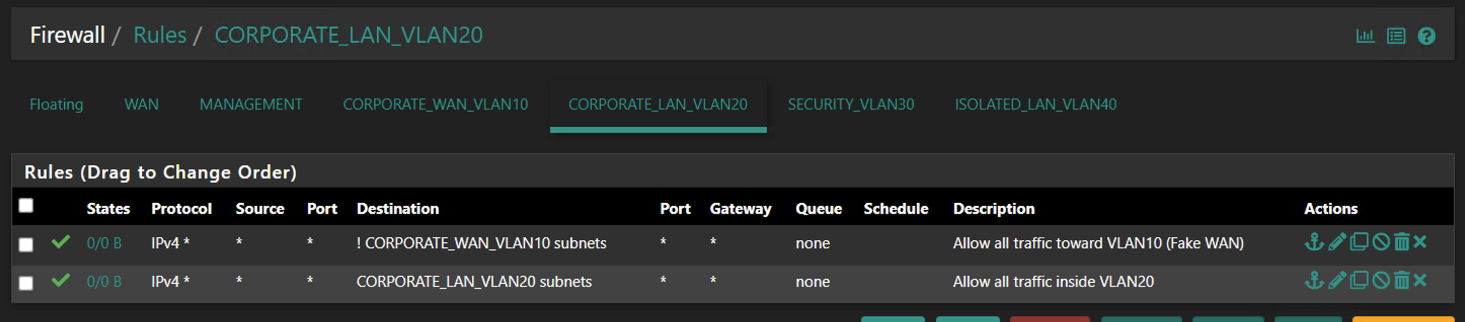 Firewall / Rules / CORPORATE_LAN_VLAN20
Floating WAN MANAGEMENT CORPORATE_WAN_VLAN10 CORPORATE_LAN_VLAN20 SECURITY_VLAN30 ISOLATED_LAN_VLAN40
Rules (Drag to Change Order)
States Protocol Source Port Destination Port Gateway Queue Schedule Description Actions
0/0 B IPv4 * * * ! CORPORATE_WAN_VLAN10 subnets * * none Allow all traffic toward VLAN10 (Fake WAN)
0/0 B IPv4 * * * CORPORATE_LAN_VLAN20 subnets * * none Allow all traffic inside VLAN20